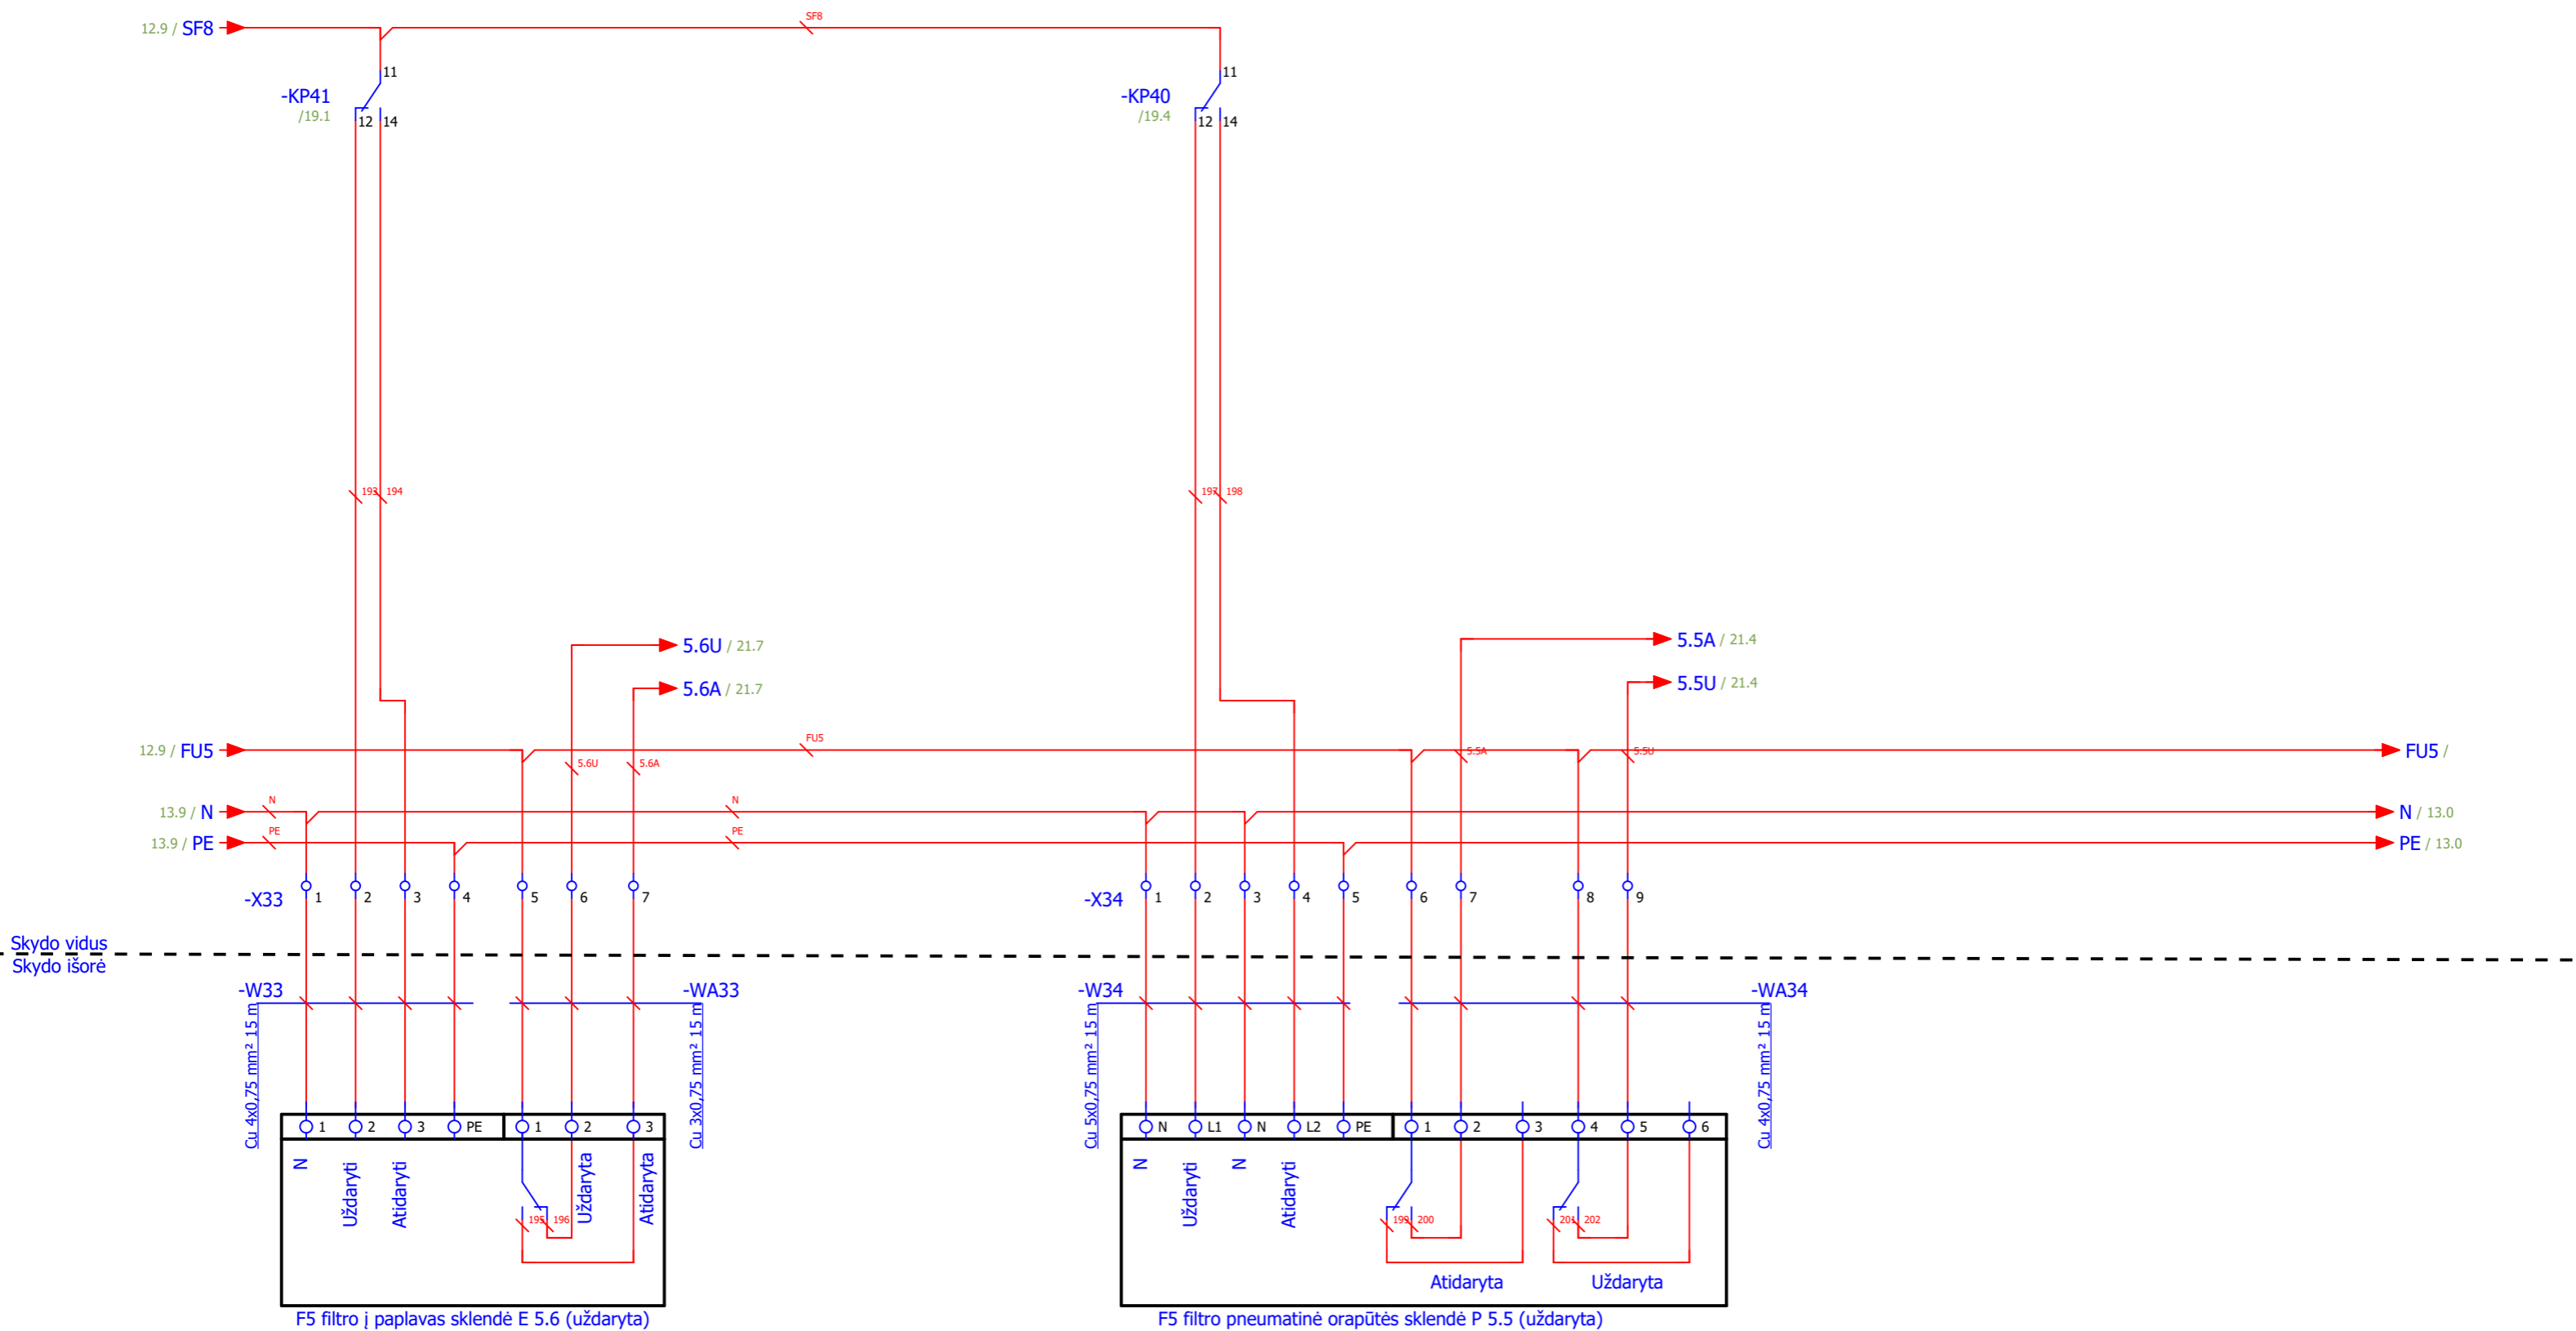 12.9 / SF8
SF8
11
-KP41
/19.1
12
14
11
-KP40
/19.4
12
14
193
194
197
198
5.6U / 21.7
5.6A / 21.7
5.5A / 21.4
5.5U / 21.4
12.9 / FU5
FU5
5.5A
5.5U
FU5 /
5.6U
5.6A
13.9 / N
N
N
N / 13.0
13.9 / PE
PE
PE
PE / 13.0
-X33
1
2
3
4
5
6
7
-X34
1
2
3
4
5
6
7
8
9
Skydo vidus
Skydo išorė
-W33
Cu 4x0,75 mm² 15 m
-WA33
Cu 3x0,75 mm² 15 m
-W34
Cu 5x0,75 mm² 15 m
-WA34
Cu 4x0,75 mm² 15 m
1
2
3
PE
1
2
3
N
L1
N
L2
PE
1
2
3
4
5
6
N
Uždaryti
Atidaryti
Uždaryta
Atidaryta
195
196
N
Uždaryti
N
Atidaryti
199
200
201
202
Atidaryta
Uždaryta
F5 filtro į paplavas sklendė E 5.6 (uždaryta)
F5 filtro pneumatinė orapūtės sklendė P 5.5 (uždaryta)